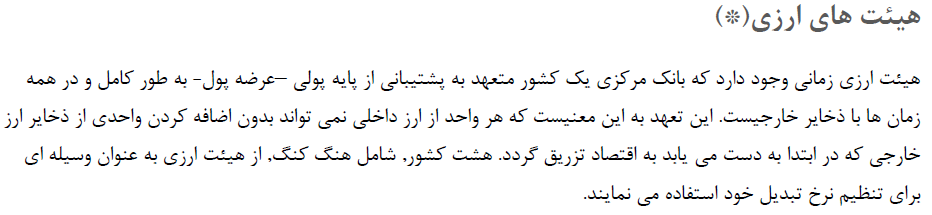 هیئت های ارزی(*)
هیئت ارزی زمانی وجود دارد که بانک مرکزی یک کشور متعهد به پشتیبانی از پایه پولی –عرضه پول- به طور کامل و در همه
زمان ها با ذخایر خارجیست. این تعهد به این معنیست که هر واحد از ارز داخلی نمی تواند بدون اضافه کردن واحدی از ذخایر ارز
خارجی که در ابتدا به دست می یابد به اقتصاد تزریق گردد. هشت کشور, شامل هنگ کنگ, از هیئت ارزی به عنوان وسیله ای
برای تنظیم نرخ تبدیل خود استفاده می نمایند.